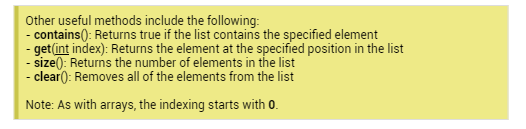 Other useful methods include the following:
- contains(): Returns true if the list contains the specified element
- get(int index): Returns the element at the specified position in the list
- size(): Returns the number of elements in the list
- clear(): Removes all of the elements from the list
Note: As with arrays, the indexing starts with 0.